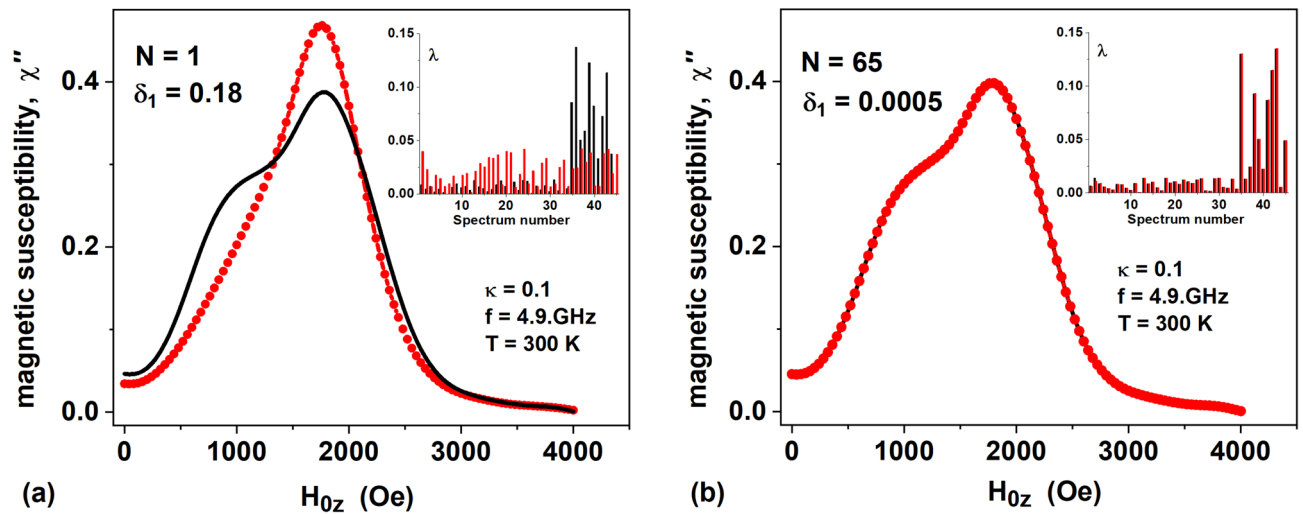 N = 1
δ1 = 0.18
λ
0.15
0.10
0.05
0.00
10 20 30 40
Spectrum number
κ = 0.1
f = 4.9.GHz
T = 300 K
magnetic susceptibility, χ″
0.4
0.2
0.0
0 1000 2000 3000 4000
H0z (Oe)
(a)
N = 65
δ1 = 0.0005
λ
0.15
0.10
0.05
0.00
10 20 30 40
Spectrum number
κ = 0.1
f = 4.9.GHz
T = 300 K
magnetic susceptibility, χ″
0.4
0.2
0.0
0 1000 2000 3000 4000
H0z (Oe)
(b)